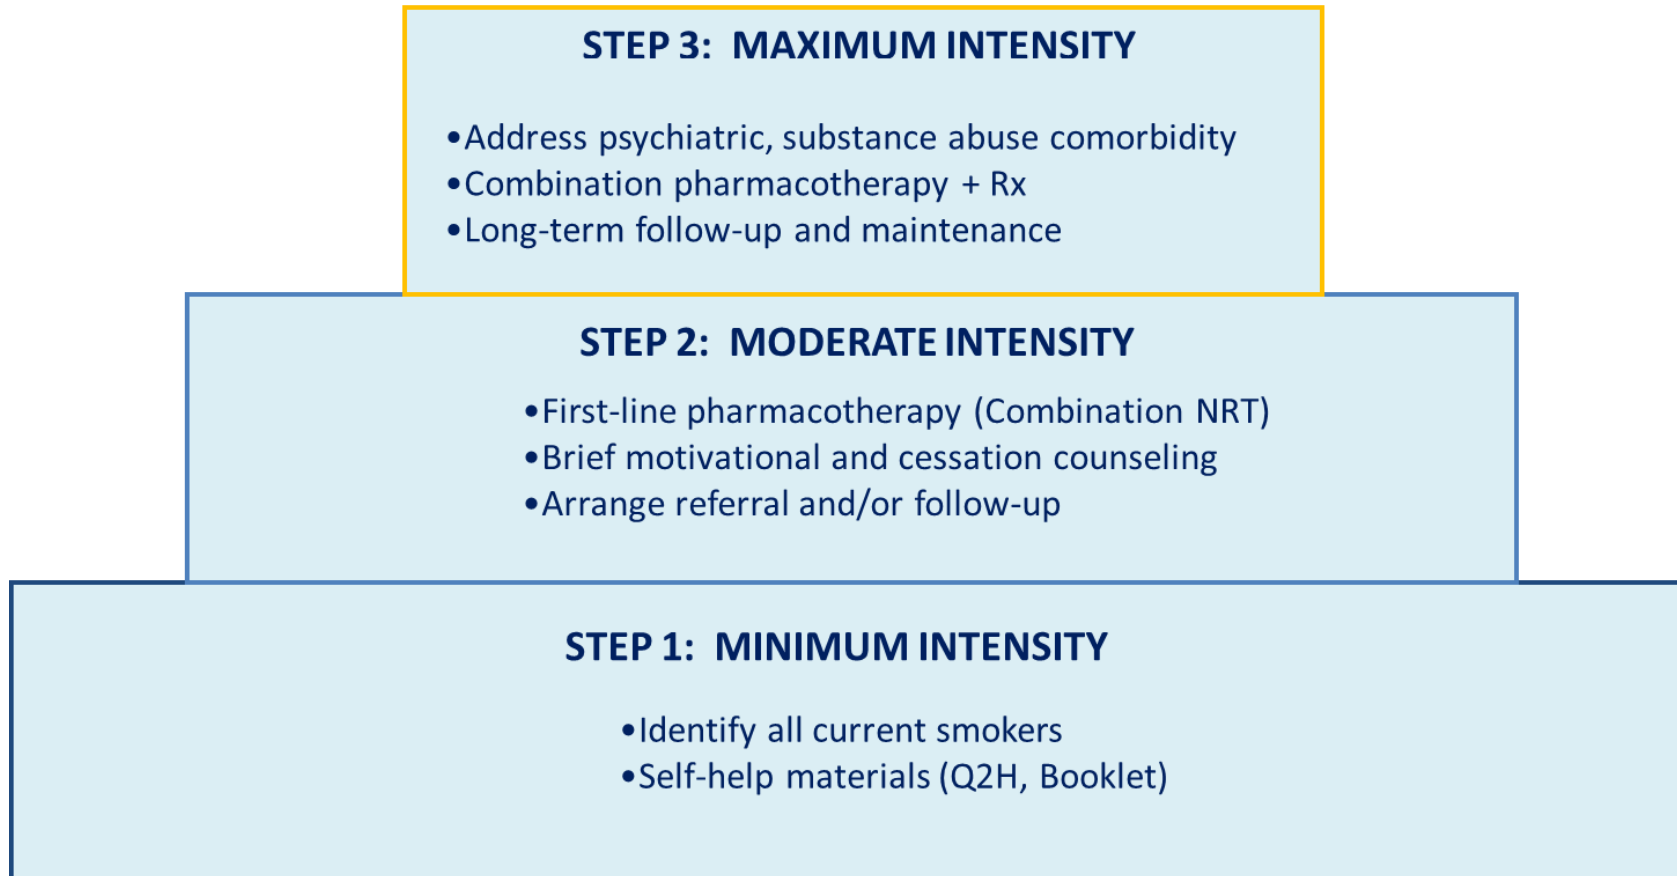 STEP 3: MAXIMUM INTENSITY
•Address psychiatric, substance abuse comorbidity
•Combination pharmacotherapy + Rx
•Long-term follow-up and maintenance
STEP 2: MODERATE INTENSITY
•First-line pharmacotherapy (Combination NRT)
•Brief motivational and cessation counseling
•Arrange referral and/or follow-up
STEP 1: MINIMUM INTENSITY
•Identify all current smokers
•Self-help materials (Q2H, Booklet)